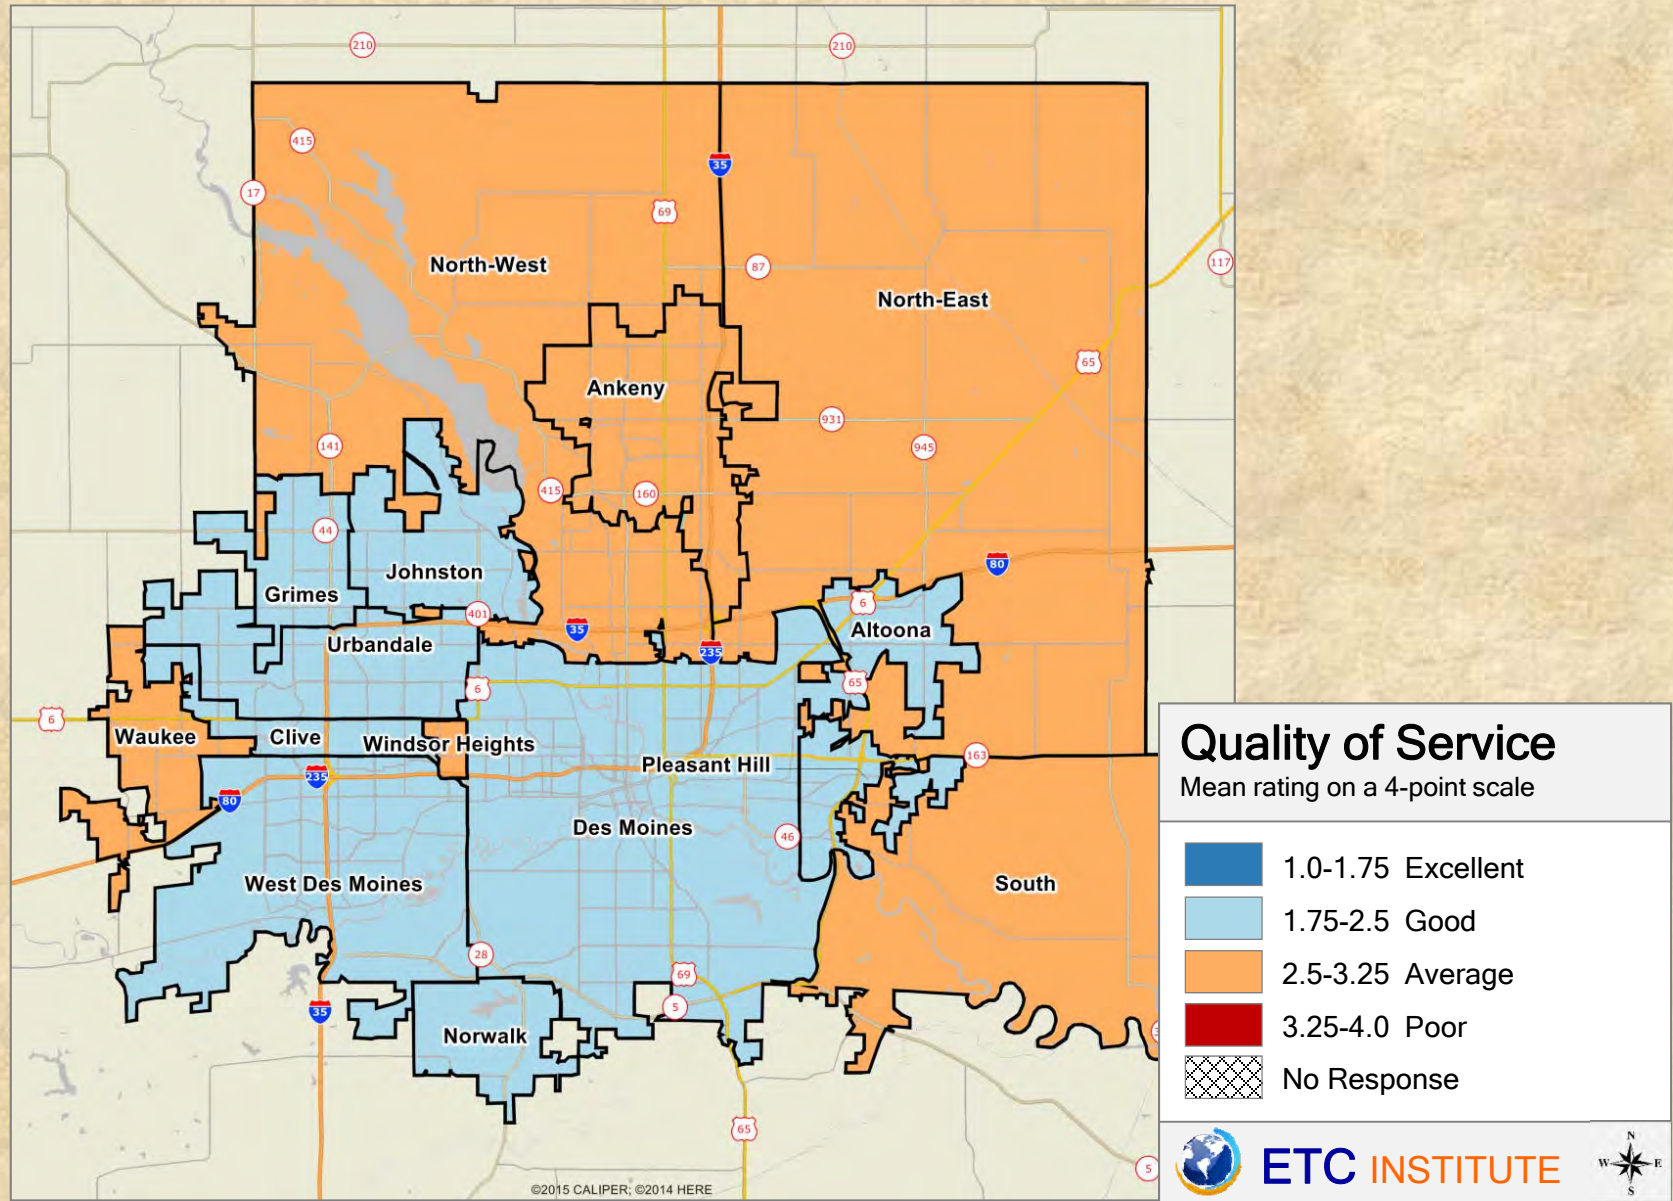 210
210
415
35
17
69
87
117
North-West
North-East
65
Ankeny
931
141
945
415
160
44
80
Johnston
Grimes
6
401
35
Altoona
Urbandale
235
65
6
6
Waukee
Clive
Windsor Heights
163
Pleasant Hill
235
80
Des Moines
46
West Des Moines
South
28
69
5
35
Norwalk
65
5
©2015 CALIPER; ©2014 HERE
Quality of Service
Mean rating on a 4-point scale
1.0-1.75 Excellent
1.75-2.5 Good
2.5-3.25 Average
3.25-4.0 Poor
No Response
ETC INSTITUTE
N
W E
S